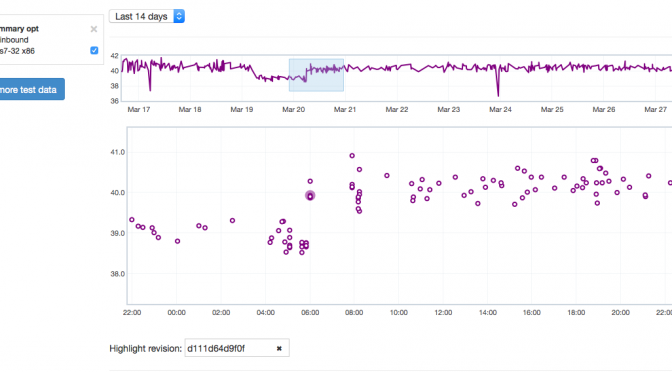 Last 14 days
mmary opt
inbound
s7-32 x86
more test data
42
40
38
36
Mar 17 Mar 18 Mar 19 Mar 20 Mar 21 Mar 22 Mar 23 Mar 24 Mar 25 Mar 26 Mar 27
41.0
40.0
39.0
38.0
22:00 00:00 02:00 04:00 06:00 08:00 10:00 12:00 14:00 16:00 18:00 20:00 22:0
Highlight revision: d111d64d9f0f